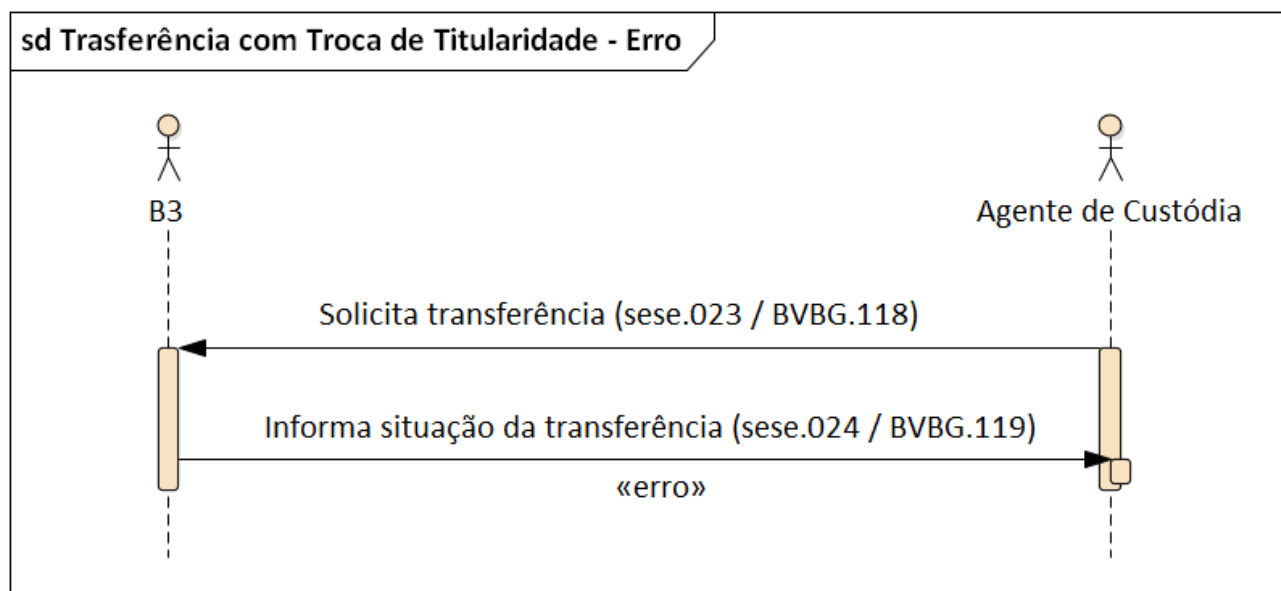 sd Trasferência com Troca de Titularidade - Erro
B3
Agente de Custódia
Solicita transferência (sese.023 / BVBG.118)
Informa situação da transferência (sese.024 / BVBG.119)
«erro»